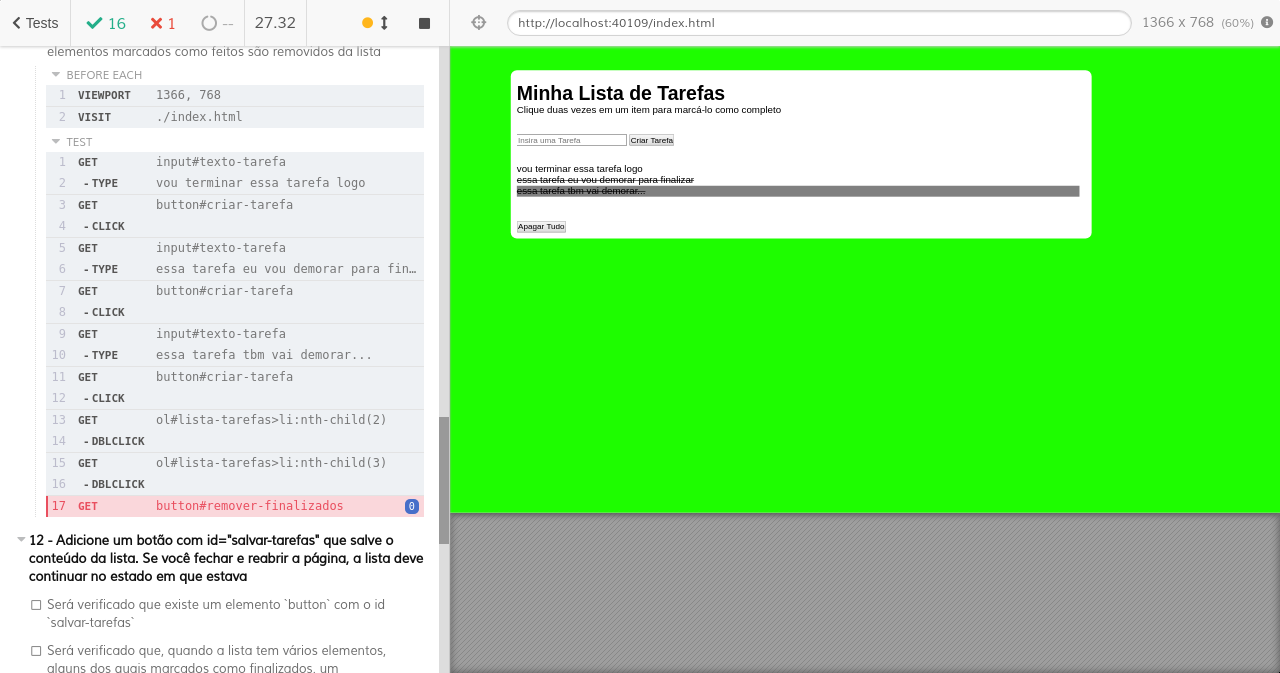 Tests
16
1
--
27.32
http://localhost:40109/index.html
1366 x 768 (60%)
elementos marcados como feitos são removidos da lista
BEFORE EACH
1 VIEWPORT 1366, 768
2 VISIT ./index.html
TEST
1 GET input#texto-tarefa
2 -TYPE vou terminar essa tarefa logo
3 GET button#criar-tarefa
4 -CLICK
5 GET input#texto-tarefa
6 -TYPE essa tarefa eu vou demorar para fin…
7 GET button#criar-tarefa
8 -CLICK
9 GET input#texto-tarefa
10 -TYPE essa tarefa tbm vai demorar...
11 GET button#criar-tarefa
12 -CLICK
13 GET ol#lista-tarefas>li:nth-child(2)
14 -DBLCLICK
15 GET ol#lista-tarefas>li:nth-child(3)
16 -DBLCLICK
17 GET button#remover-finalizados 0
12 - Adicione um botão com id="salvar-tarefas" que salve o
conteúdo da lista. Se você fechar e reabrir a página, a lista deve
continuar no estado em que estava
Será verificado que existe um elemento `button` com o id
`salvar-tarefas`
Será verificado que, quando a lista tem vários elementos,
alguns dos quais marcados como finalizados, um
Minha Lista de Tarefas
Clique duas vezes em um item para marcá-lo como completo
Insira uma Tarefa Criar Tarefa
vou terminar essa tarefa logo
essa tarefa eu vou demorar para finalizar
essa tarefa tbm vai demorar...
Apagar Tudo